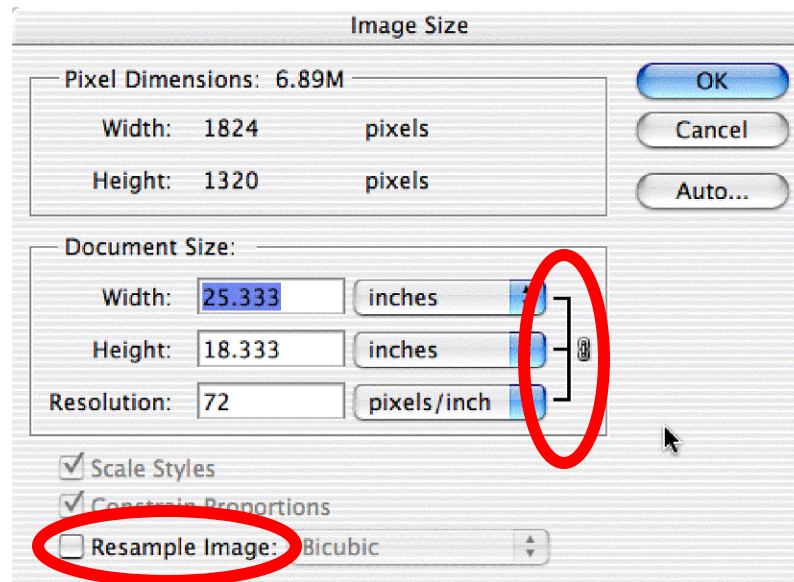 Image Size
Pixel Dimensions: 6.89M
OK
Width: 1824 pixels
Cancel
Height: 1320 pixels
Auto...
Document Size:
Width: 25.333 inches
Height: 18.333 inches
Resolution: 72 pixels/inch
Scale Styles
Constrain Proportions
Resample Image: Bicubic